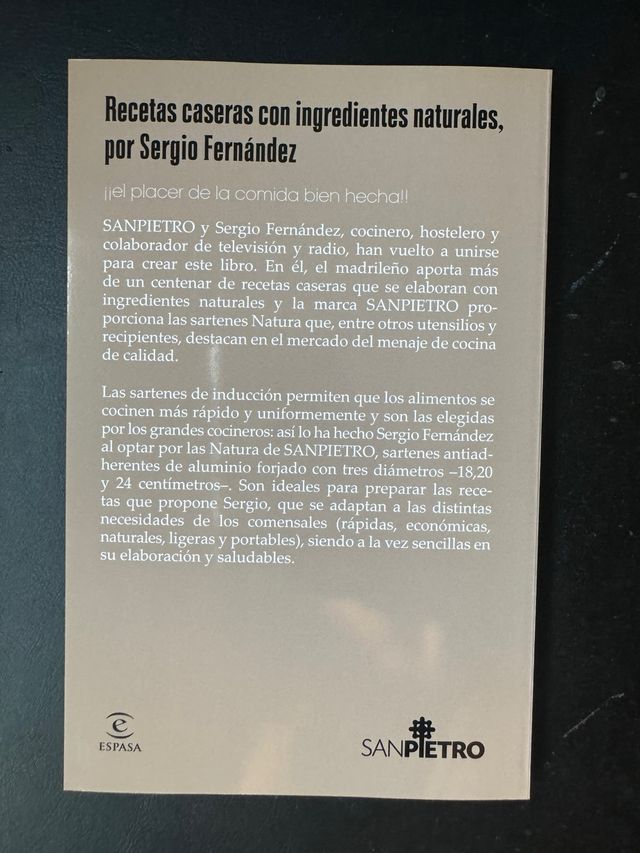 Recetas caseras con ingredientes naturales,
por Sergio Fernández
¡¡el placer de la comida bien hecha!!
SANPIETRO y Sergio Fernández, cocinero, hostelero y
colaborador de televisión y radio, han vuelto a unirse
para crear este libro. En él, el madrileño aporta más
de un centenar de recetas caseras que se elaboran con
ingredientes naturales y la marca SANPIETRO pro-
porciona las sartenes Natura que, entre otros utensilios y
recipientes, destacan en el mercado del menaje de cocina
de calidad.
Las sartenes de inducción permiten que los alimentos se
cocinen más rápido y uniformemente y son las elegidas
por los grandes cocineros: así lo ha hecho Sergio Fernández
al optar por las Natura de SANPIETRO, sartenes antiad-
herentes de aluminio forjado con tres diámetros –18,20
y 24 centímetros–. Son ideales para preparar las rece-
tas que propone Sergio, que se adaptan a las distintas
necesidades de los comensales (rápidas, económicas,
naturales, ligeras y portables), siendo a la vez sencillas en
su elaboración y saludables.
e
ESPASA
SANPIETRO